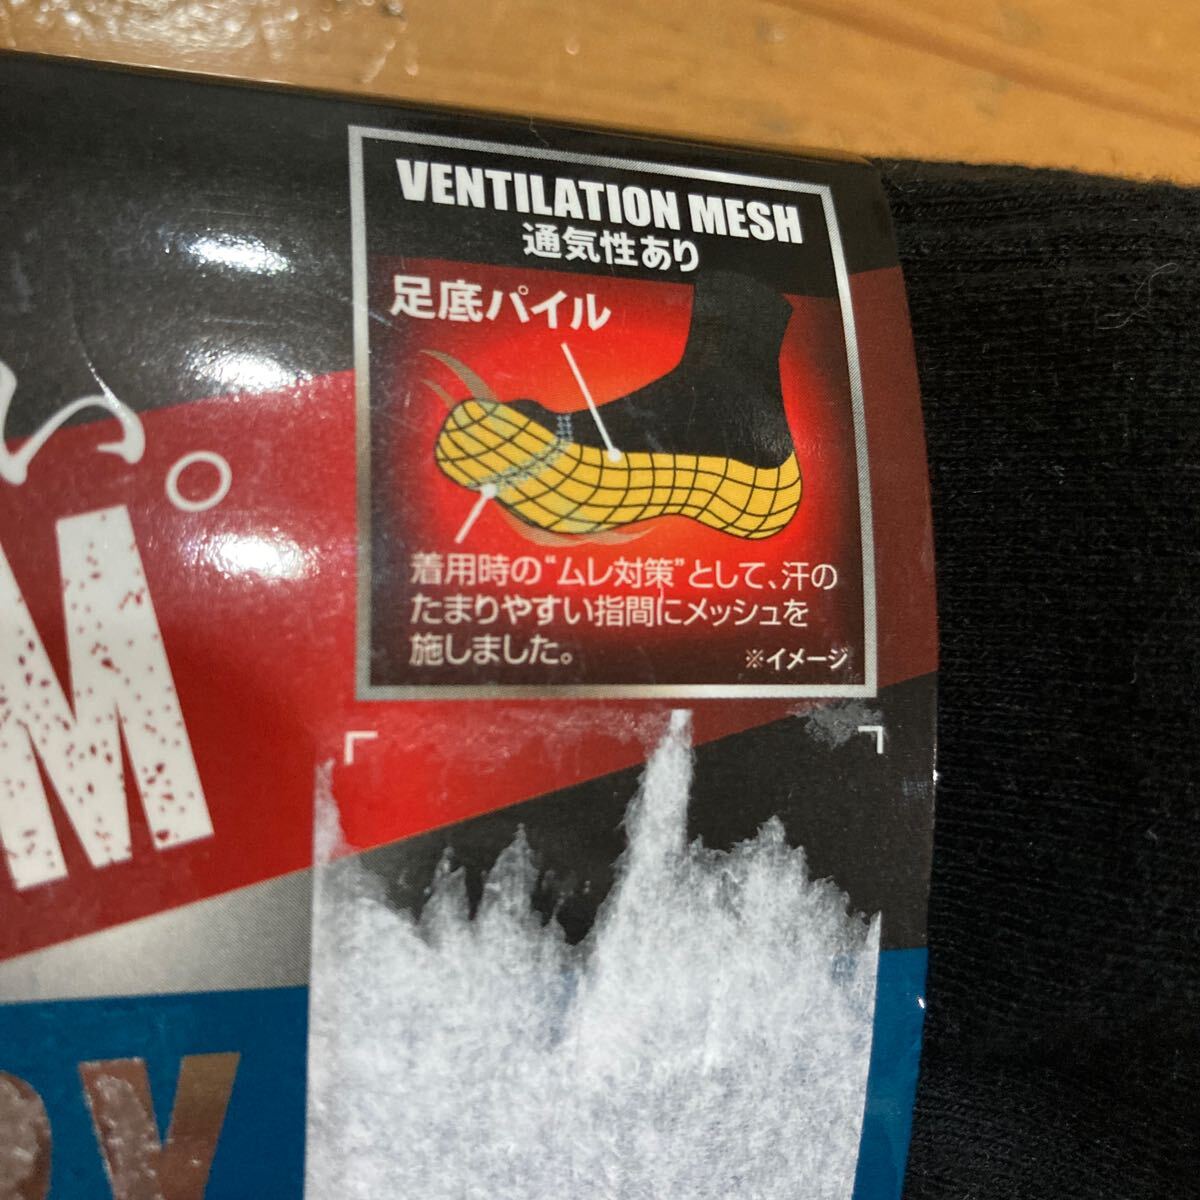 VENTILATION MESH
通気性あり
足底パイル
着用時の“ムレ対策”として、汗の
たまりやすい指間にメッシュを
施しました。
※イメージ
い。
M
RY